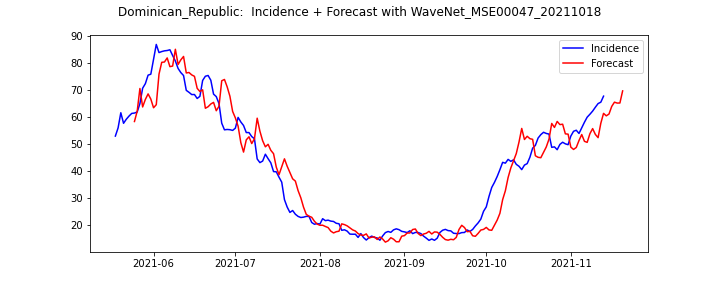 Dominican_Republic:  Incidence + Forecast with WaveNet_MSE00047_20211018
90
80
70
60
50
40
30
20
Incidence
Forecast
2021-06 2021-07 2021-08 2021-09 2021-10 2021-11